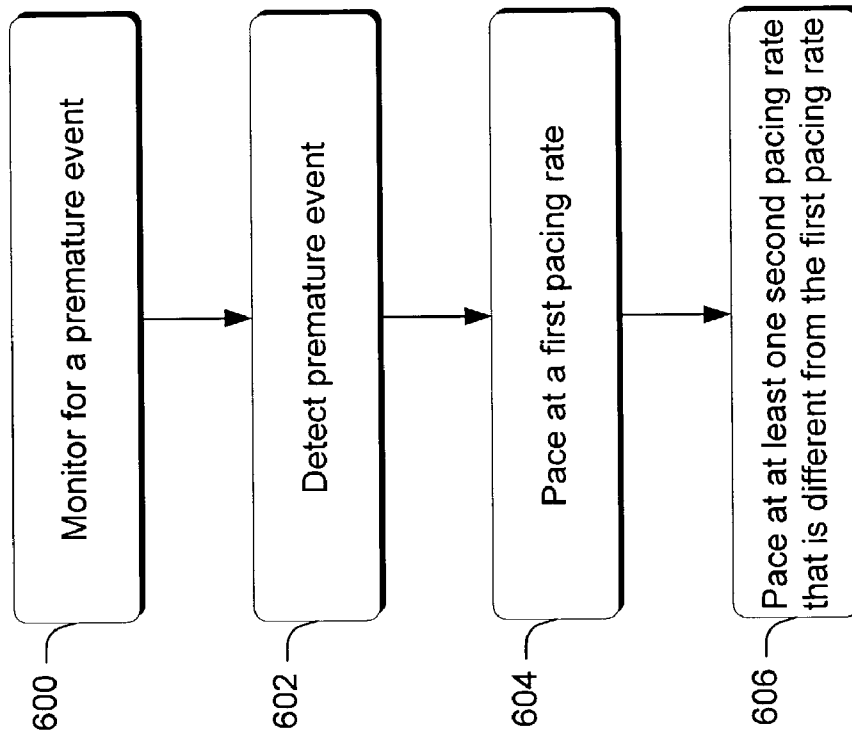 600
Monitor for a premature event
602
Detect premature event
604
Pace at a first pacing rate
606
Pace at at least one second pacing rate
that is different from the first pacing rate